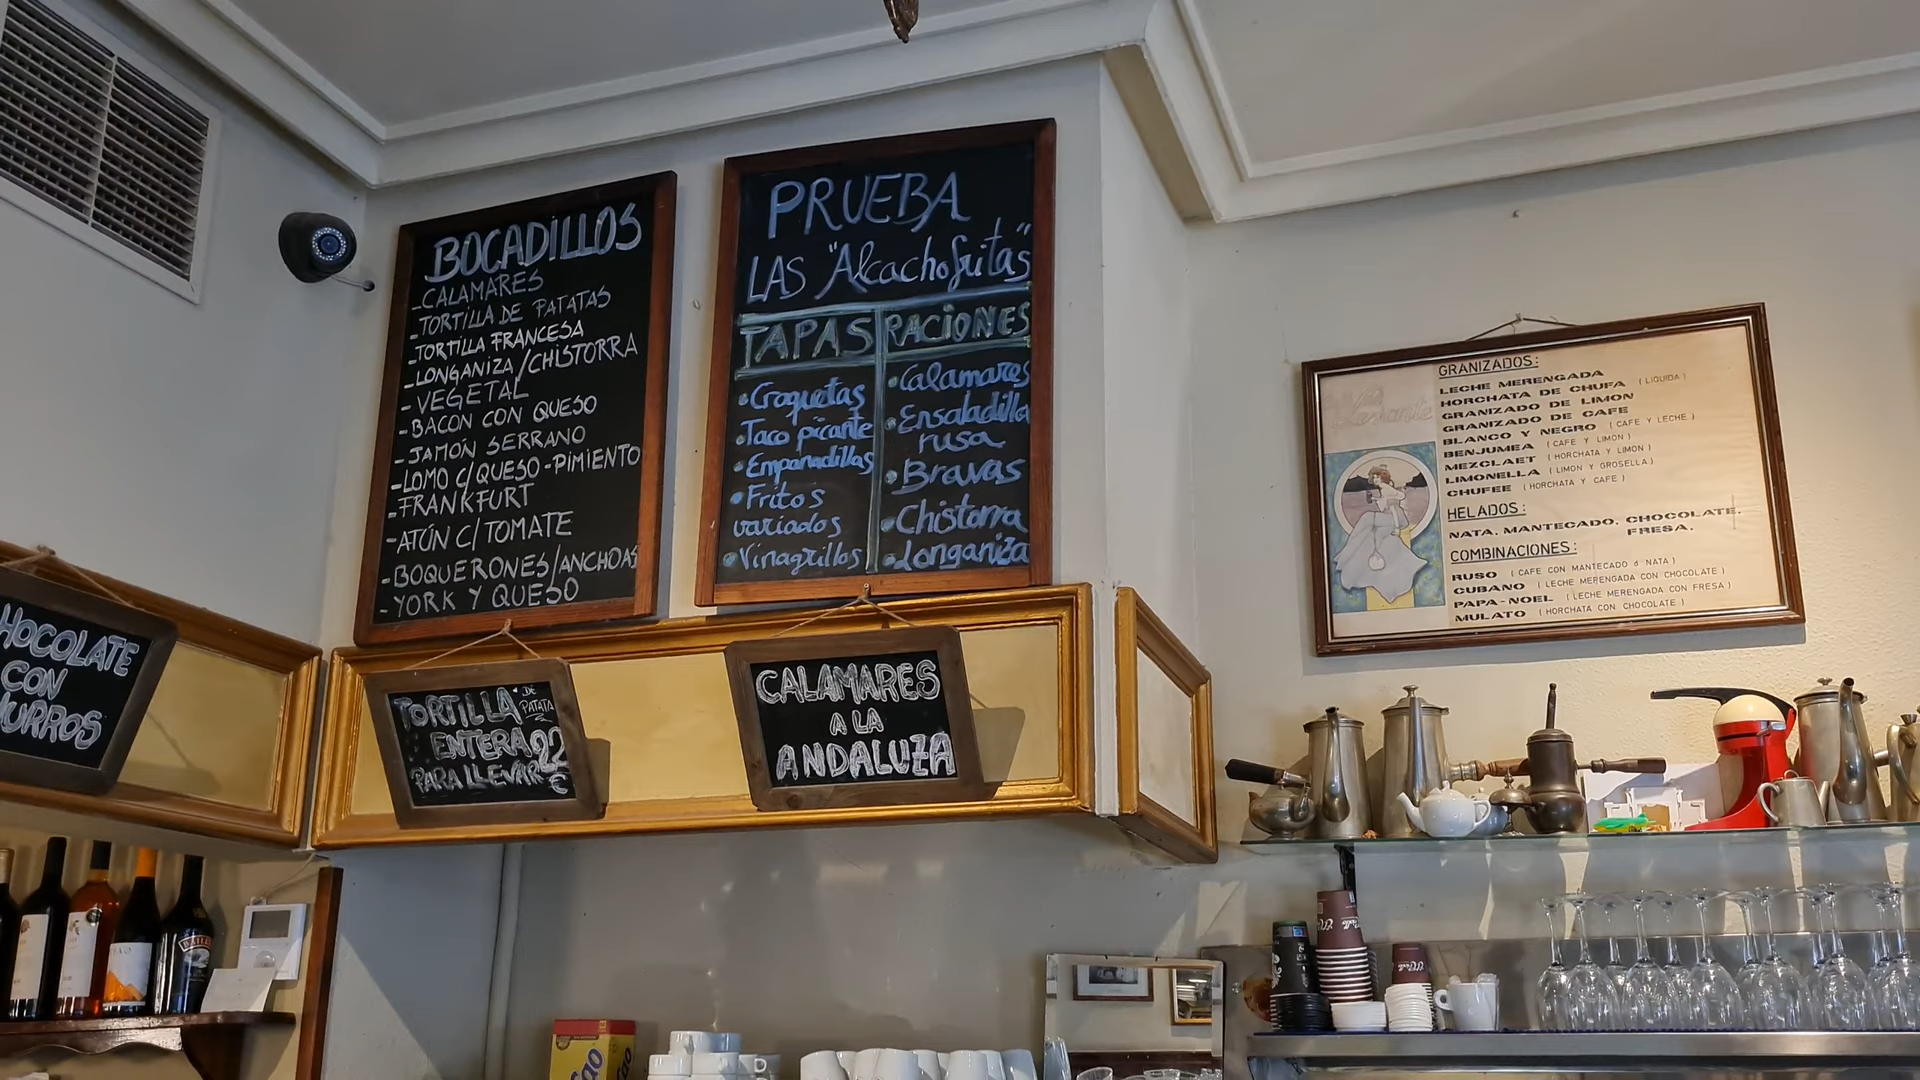 BOCADILLOS
-CALAMARES
-TORTILLA DE PATATAS
-TORTILLA FRANCESA
-LONGANIZA/CHISTORRA
-VEGETAL
-BACON CON QUESO
-JAMÓN SERRANO
-LOMO C/QUESO-PIMIENTO
-FRANKFURT
-ATÚN C/TOMATE
-BOQUERONES/ANCHOAS
-YORK Y QUESO
PRUEBA
LAS "Alcachofritas"
TAPAS
•Croquetas
•Taco picante
•Empanadillas
•Fritos
variados
•Vinagrillos
RACIONES
•Calamares
•Ensaladilla
rusa
•Bravas
•Chistorra
•Longaniza
GRANIZADOS:
LECHE MERENGADA
HORCHATA DE CHUFA (LIQUIDA)
GRANIZADO DE LIMON
GRANIZADO DE CAFE
BLANCO Y NEGRO (CAFE Y LECHE)
BENJUMEA (CAFE Y LIMON)
MEZCLAET (HORCHATA Y LIMON)
LIMONELLA (LIMON Y GROSELLA)
CHUFEE (HORCHATA Y CAFE)
HELADOS:
NATA, MANTECADO, CHOCOLATE,
FRESA.
COMBINACIONES:
RUSO (CAFE CON MANTECADO ó NATA)
CUBANO (LECHE MERENGADA CON CHOCOLATE)
PAPA-NOEL (LECHE MERENGADA CON FRESA)
MULATO (HORCHATA CON CHOCOLATE)
HOCOLATE
CON
URROS
TORTILLA DE PATATA
ENTERA 22
PARA LLEVAR €
CALAMARES
A LA
ANDALUZA
BAILEYS